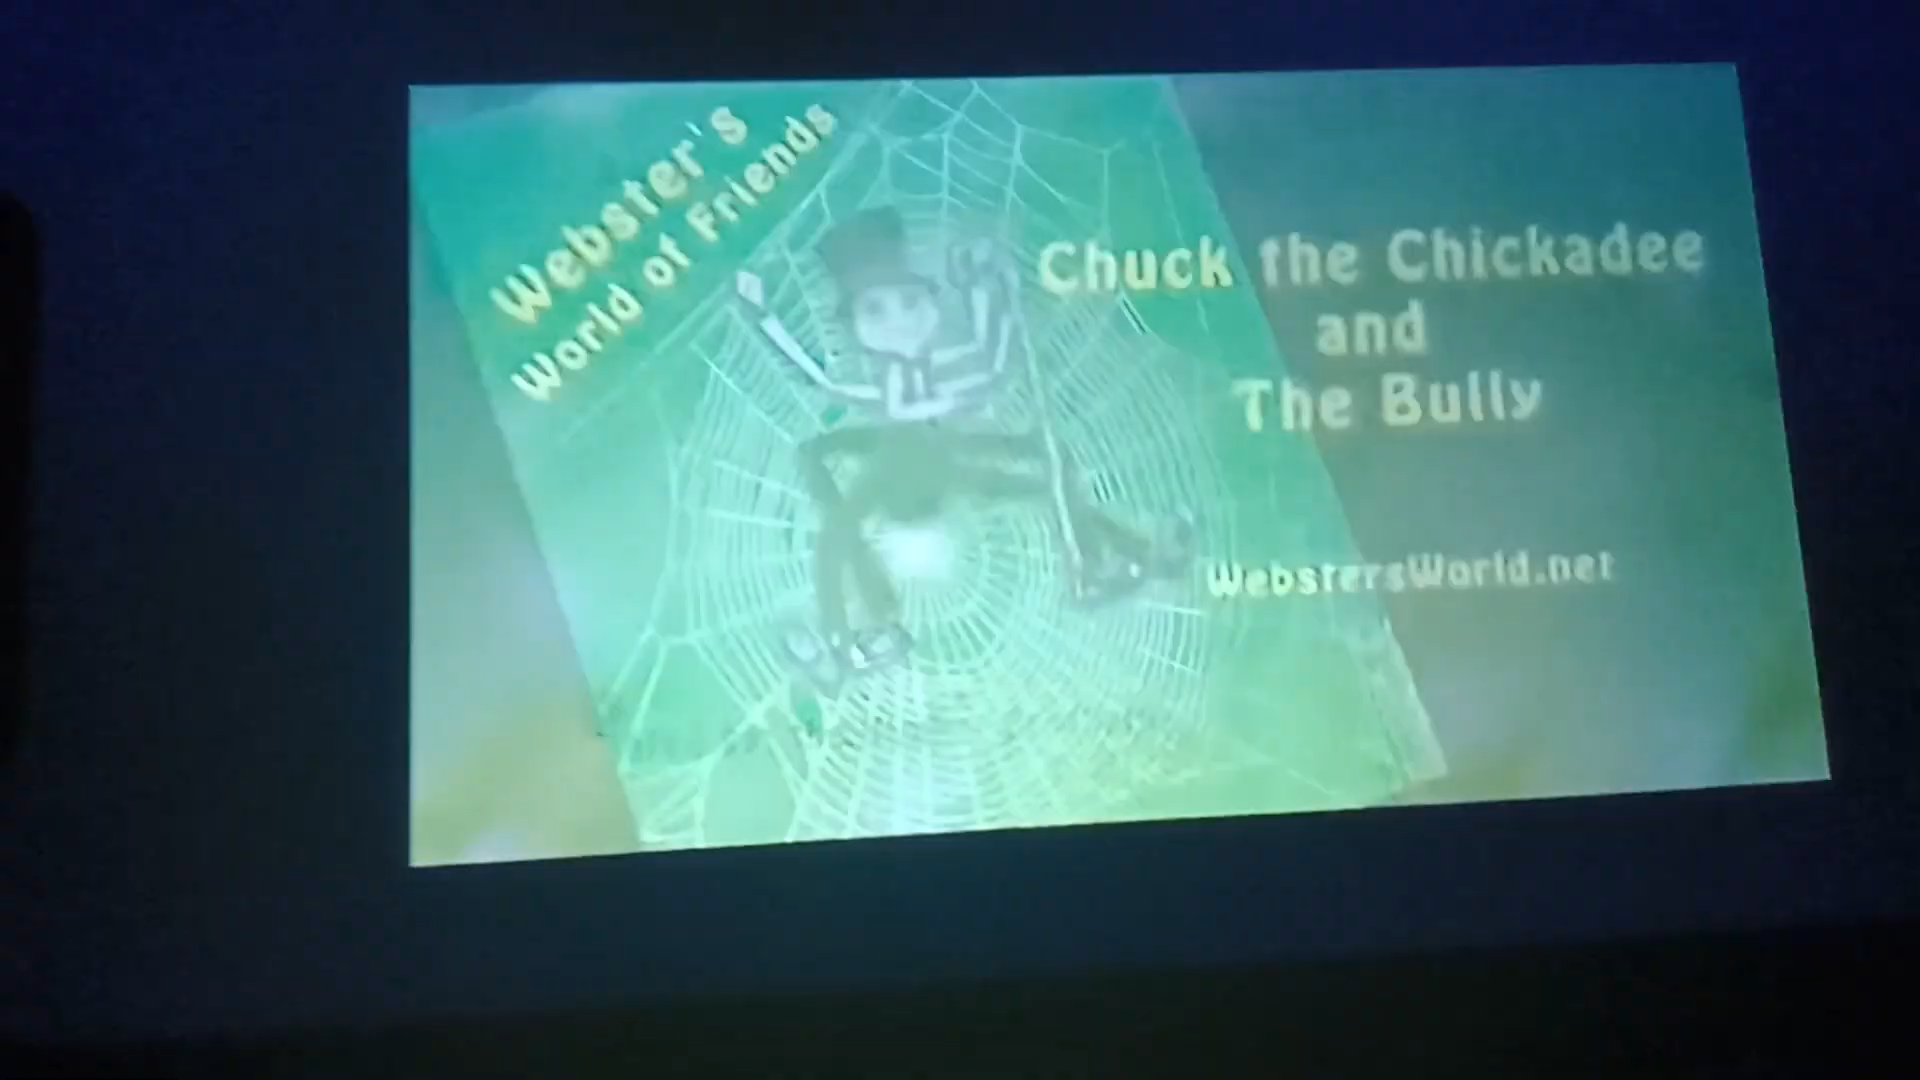 Webster's
World of Friends
Chuck the Chickadee
and
The Bully
WebstersWorld.net